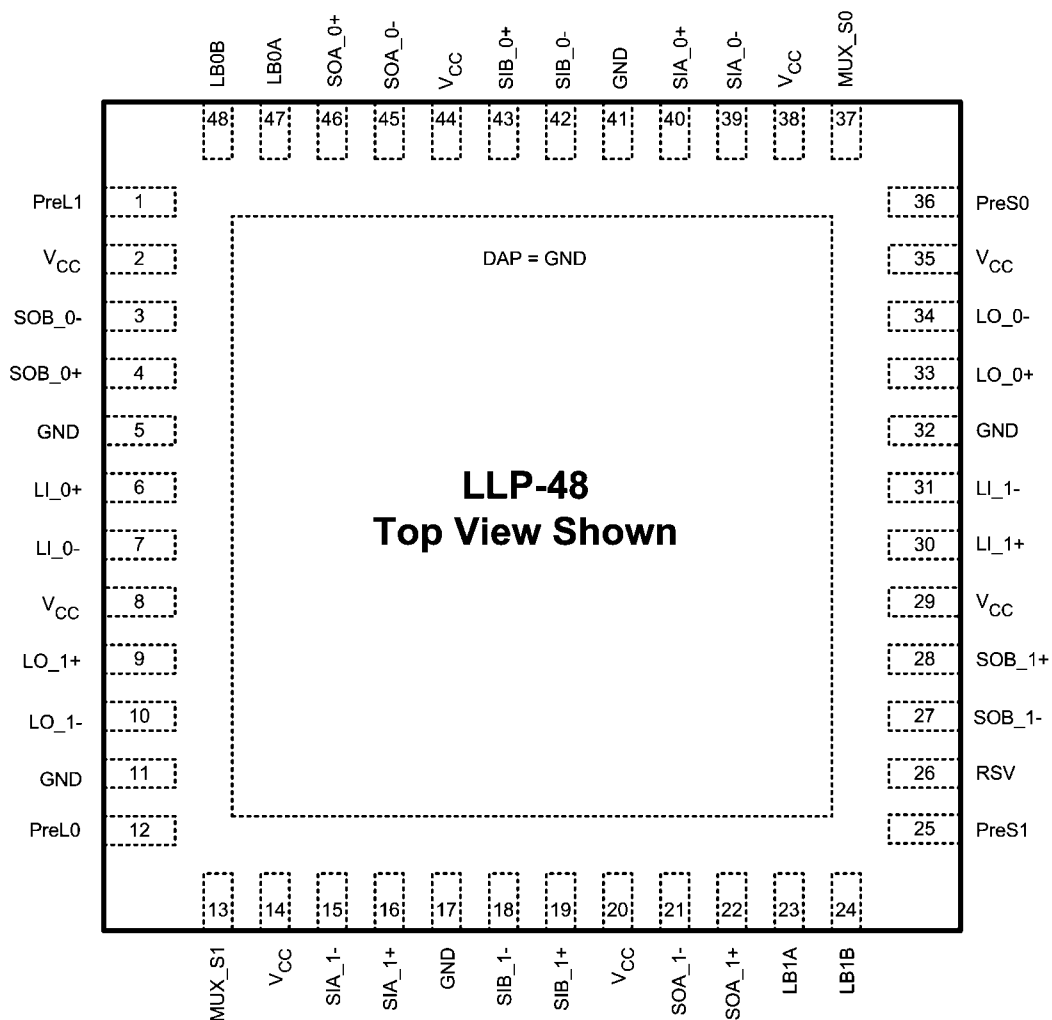 LB0B
LB0A
SOA_0+
SOA_0-
VCC
SIB_0+
SIB_0-
GND
SIA_0+
SIA_0-
VCC
MUX_S0
48 47 46 45 44 43 42 41 40 39 38 37
PreL1 1 36 PreS0
VCC 2 35 VCC
DAP = GND
SOB_0- 3 34 LO_0-
SOB_0+ 4 33 LO_0+
GND 5 32 GND
LI_0+ 6 31 LI_1-
LLP-48
Top View Shown
LI_0- 7 30 LI_1+
VCC 8 29 VCC
LO_1+ 9 28 SOB_1+
LO_1- 10 27 SOB_1-
GND 11 26 RSV
PreL0 12 25 PreS1
13 14 15 16 17 18 19 20 21 22 23 24
MUX_S1
VCC
SIA_1-
SIA_1+
GND
SIB_1-
SIB_1+
VCC
SOA_1-
SOA_1+
LB1A
LB1B